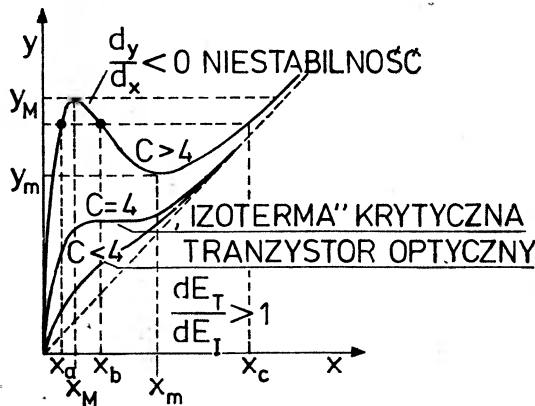 y
dy/dx < 0 NIESTABILNOŚĆ
yM
ym
C > 4
C = 4
C < 4
„IZOTERMA" KRYTYCZNA
TRANZYSTOR OPTYCZNY
dET/dEI > 1
xa xM xb xm xc x